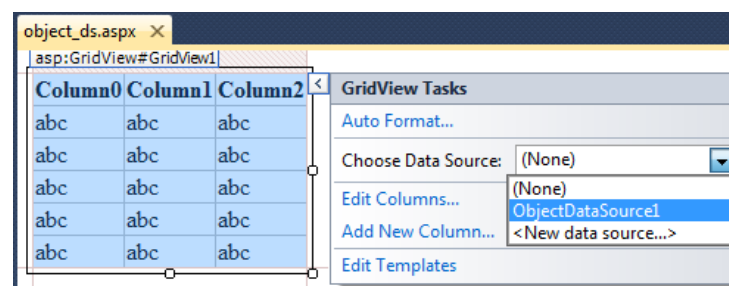 object_ds.aspx
asp:GridView#GridView1
Column0 Column1 Column2
abc abc abc
abc abc abc
abc abc abc
abc abc abc
abc abc abc
GridView Tasks
Auto Format...
Choose Data Source: (None)
(None)
ObjectDataSource1
<New data source...>
Edit Columns...
Add New Column...
Edit Templates